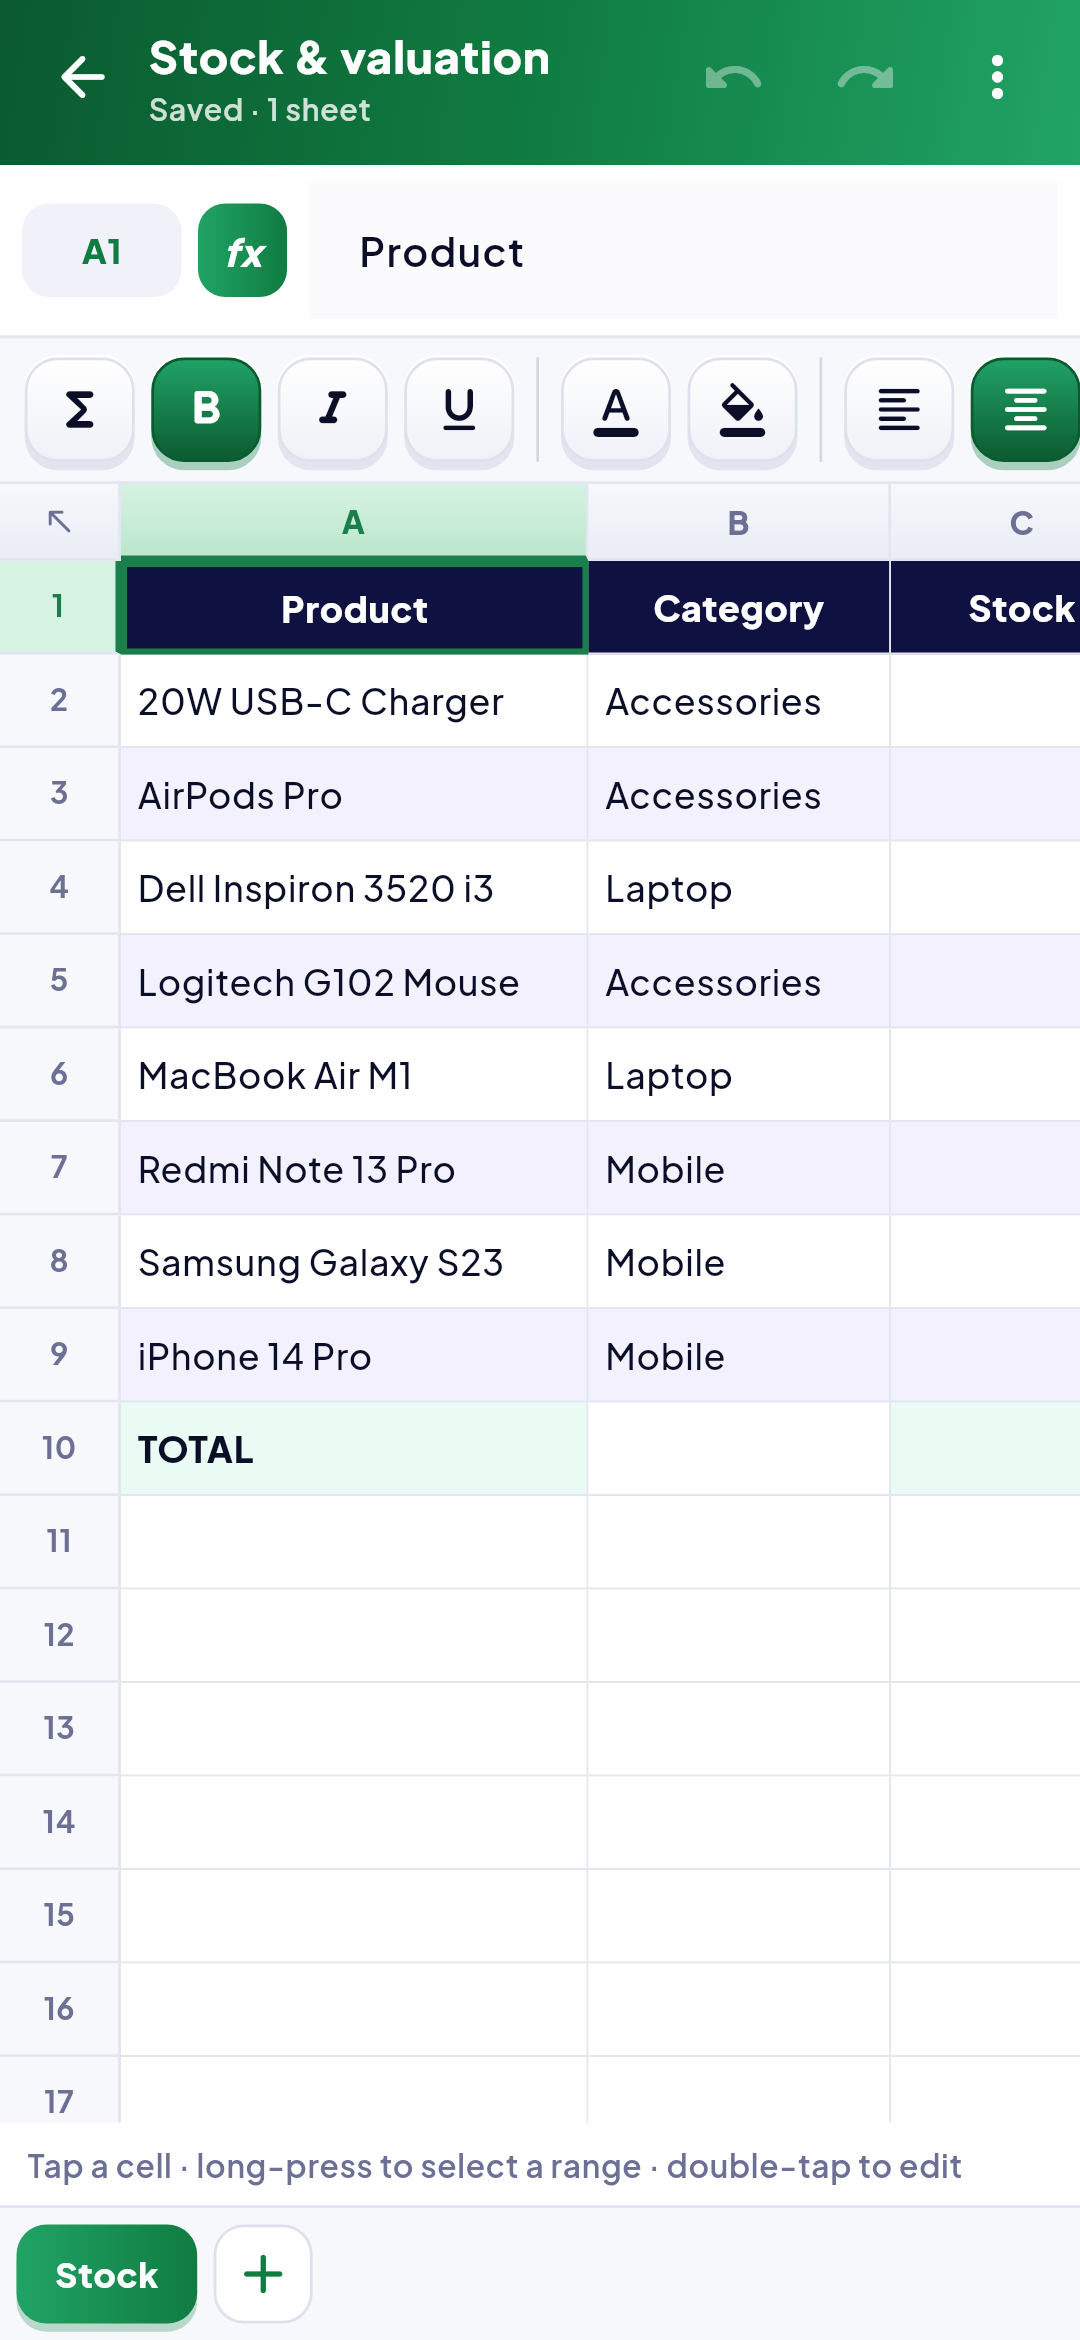 Stock & valuation
Saved · 1 sheet
A1 fx Product
Σ B I U A
A B C
1 Product Category Stock
2 20W USB-C Charger Accessories
3 AirPods Pro Accessories
4 Dell Inspiron 3520 i3 Laptop
5 Logitech G102 Mouse Accessories
6 MacBook Air M1 Laptop
7 Redmi Note 13 Pro Mobile
8 Samsung Galaxy S23 Mobile
9 iPhone 14 Pro Mobile
10 TOTAL
11
12
13
14
15
16
17
Tap a cell · long-press to select a range · double-tap to edit
Stock